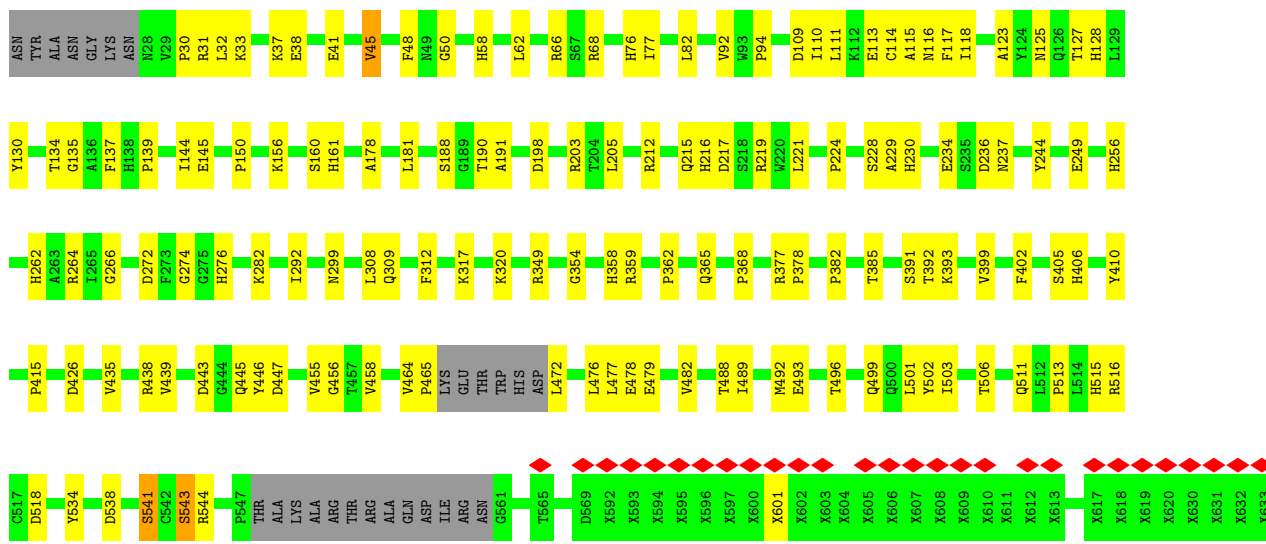 ASN TYR ALA ASN GLY LYS ASN N28 V29 P30 R31 L32 K33 K37 E38 E41 V45 F48 N49 G50 H58 L62 R66 S67 R68 H76 I77 L82 V92 W93 P94 D109 I110 L111 K112 E113 C114 A115 N116 F117 I118 A123 Y124 N125 Q126 T127 H128 L129
Y130 T134 G135 A136 F137 H138 P139 I144 E145 P150 K156 S160 H161 A178 L181 S188 G189 T190 A191 D198 R203 T204 L205 R212 Q215 H216 D217 S218 R219 W220 L221 P224 S228 A229 H230 E234 S235 D236 N237 Y244 E249 H256
H262 A263 R264 I265 G266 D272 F273 G274 G275 H276 K282 I292 N299 L308 Q309 F312 K317 K320 R349 G354 H358 R359 P362 Q365 P368 R377 P378 P382 T385 S391 T392 K393 V399 F402 S405 H406 Y410
P415 D426 V435 R438 V439 D443 G444 Q445 Y446 D447 V455 G456 T457 V458 V464 P465 LYS GLU THR TRP HIS ASP L472 L476 L477 E478 E479 V482 T488 I489 M492 E493 T496 Q499 Q500 L501 Y502 I503 T506 Q511 L512 P513 L514 H515 R516
C517 D518 Y534 D538 S541 C542 S543 R544 P547 THR ALA LYS ALA ARG THR ARG ALA GLN ASP ILE ARG ASN G561 T565 D569 X592 X593 X594 X595 X596 X597 X600 X601 X602 X603 X604 X605 X606 X607 X608 X609 X610 X611 X612 X613 X617 X618 X619 X620 X630 X631 X632 X633